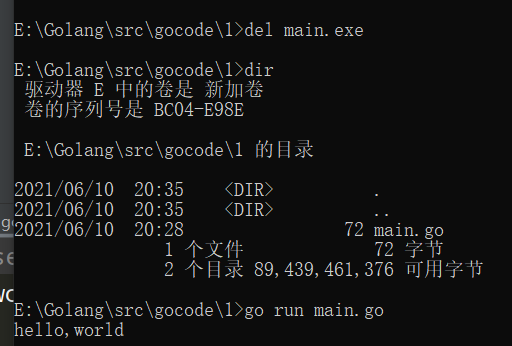 E:\Golang\src\gocode\1>del main.exe
E:\Golang\src\gocode\1>dir
驱动器 E 中的卷是 新加卷
卷的序列号是 BC04-E98E
E:\Golang\src\gocode\1 的目录
2021/06/10  20:35    <DIR>          .
2021/06/10  20:35    <DIR>          ..
2021/06/10  20:28                72 main.go
1 个文件             72 字节
2 个目录 89,439,461,376 可用字节
E:\Golang\src\gocode\1>go run main.go
hello,world